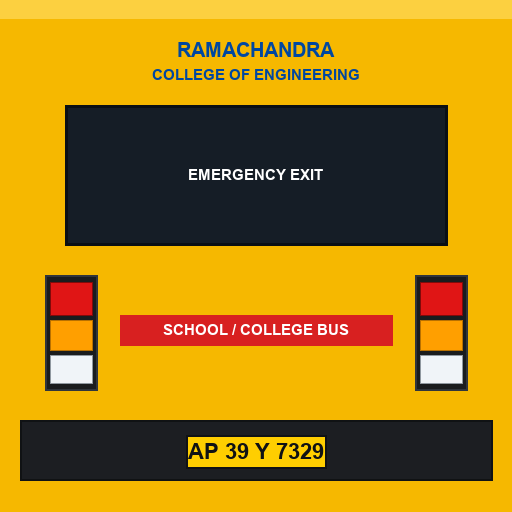 RAMACHANDRA
COLLEGE OF ENGINEERING
EMERGENCY EXIT
SCHOOL / COLLEGE BUS
AP 39 Y 7329